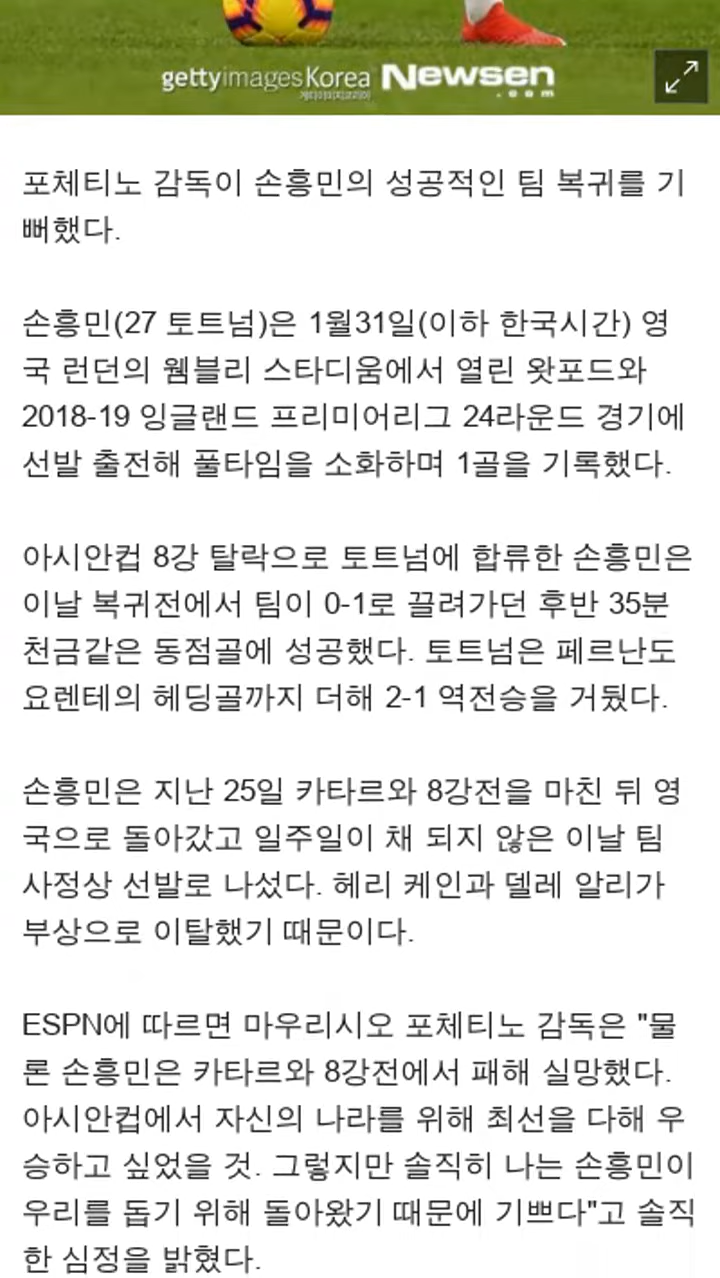 gettyimagesKorea Newsen
게티이미지코리아 .com
포체티노 감독이 손흥민의 성공적인 팀 복귀를 기
뻐했다.
손흥민(27 토트넘)은 1월31일(이하 한국시간) 영
국 런던의 웸블리 스타디움에서 열린 왓포드와
2018-19 잉글랜드 프리미어리그 24라운드 경기에
선발 출전해 풀타임을 소화하며 1골을 기록했다.
아시안컵 8강 탈락으로 토트넘에 합류한 손흥민은
이날 복귀전에서 팀이 0-1로 끌려가던 후반 35분
천금같은 동점골에 성공했다. 토트넘은 페르난도
요렌테의 헤딩골까지 더해 2-1 역전승을 거뒀다.
손흥민은 지난 25일 카타르와 8강전을 마친 뒤 영
국으로 돌아갔고 일주일이 채 되지 않은 이날 팀
사정상 선발로 나섰다. 헤리 케인과 델레 알리가
부상으로 이탈했기 때문이다.
ESPN에 따르면 마우리시오 포체티노 감독은 "물
론 손흥민은 카타르와 8강전에서 패해 실망했다.
아시안컵에서 자신의 나라를 위해 최선을 다해 우
승하고 싶었을 것. 그렇지만 솔직히 나는 손흥민이
우리를 돕기 위해 돌아왔기 때문에 기쁘다"고 솔직
한 심정을 밝혔다.